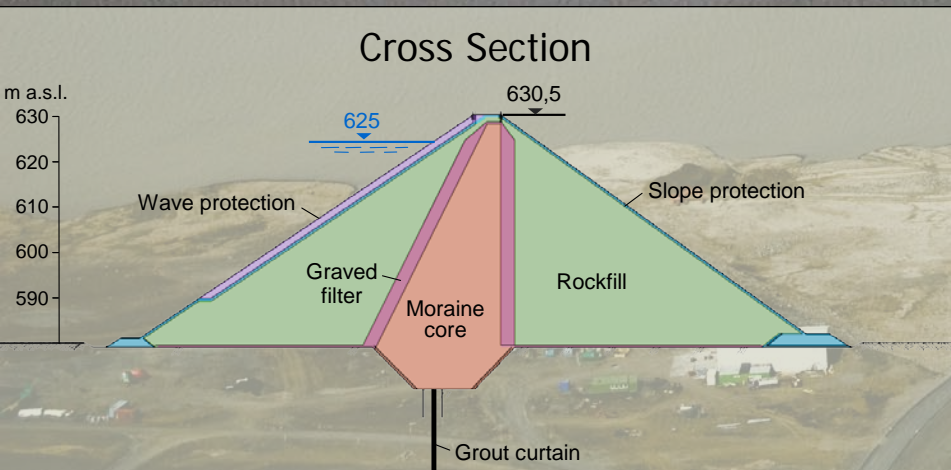 Cross Section
m a.s.l.
630
620
610
600
590
625
630,5
Wave protection
Slope protection
Graved
filter
Moraine
core
Rockfill
Grout curtain